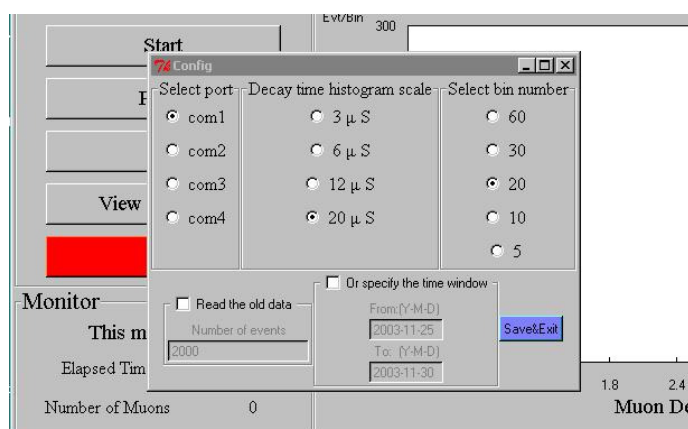 Evt/Bin
300
Start
Config
Select port
Decay time histogram scale
Select bin number
com1
3 μ S
60
com2
6 μ S
30
com3
12 μ S
20
com4
20 μ S
10
5
View
Monitor
This m
Elapsed Tim
Number of Muons 0
Read the old data
Number of events
2000
Or specify the time window
From:(Y-M-D)
2003-11-25
To: (Y-M-D)
2003-11-30
Save&Exit
1.8 2.4
Muon De